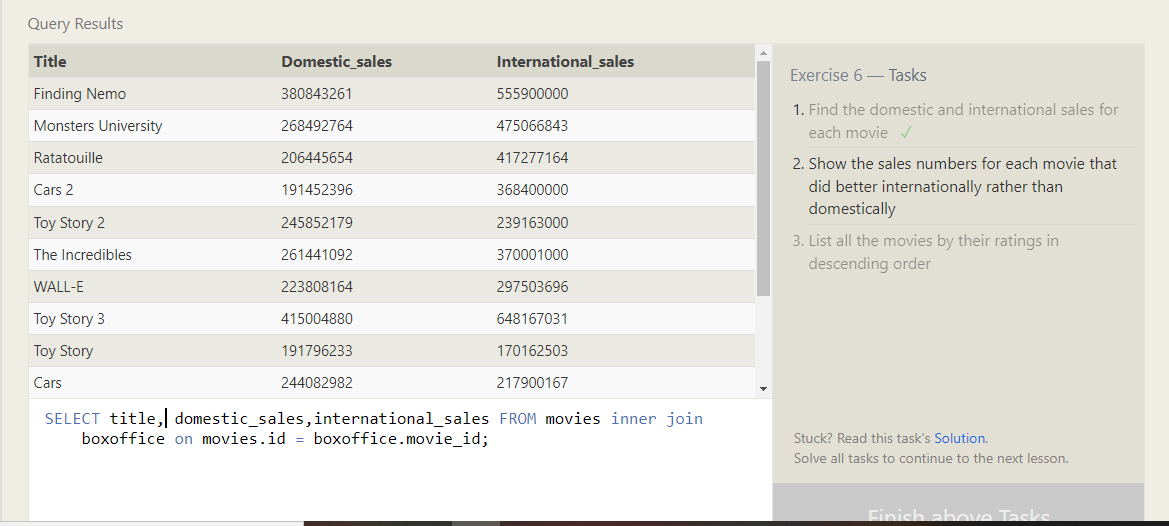 Query Results
Title Domestic_sales International_sales
Finding Nemo 380843261 555900000
Monsters University 268492764 475066843
Ratatouille 206445654 417277164
Cars 2 191452396 368400000
Toy Story 2 245852179 239163000
The Incredibles 261441092 370001000
WALL-E 223808164 297503696
Toy Story 3 415004880 648167031
Toy Story 191796233 170162503
Cars 244082982 217900167
SELECT title, domestic_sales,international_sales FROM movies inner join
boxoffice on movies.id = boxoffice.movie_id;
Exercise 6 — Tasks
1. Find the domestic and international sales for
each movie ✓
2. Show the sales numbers for each movie that
did better internationally rather than
domestically
3. List all the movies by their ratings in
descending order
Stuck? Read this task's Solution.
Solve all tasks to continue to the next lesson.
Finish above Tasks